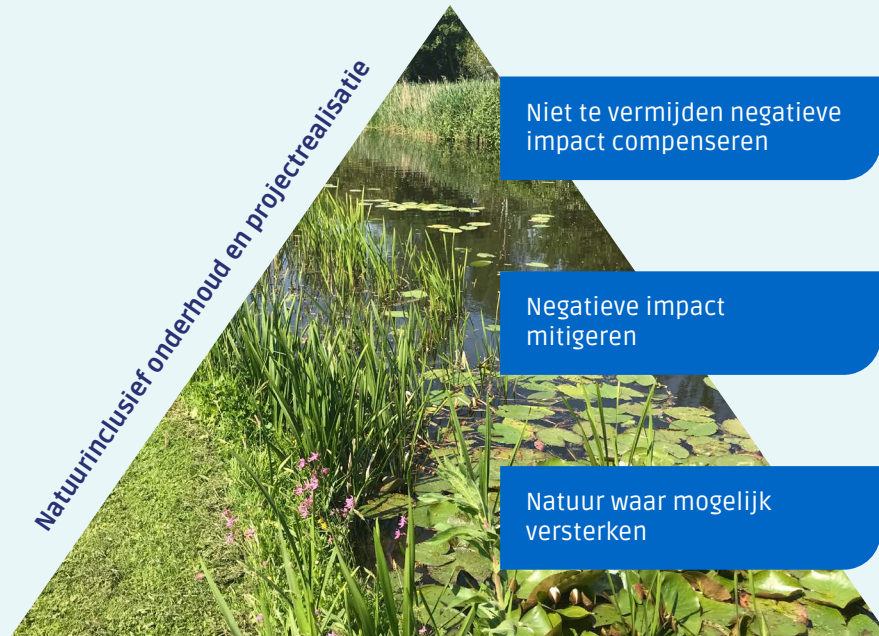 Natuurinclusief onderhoud en projectrealisatie
Niet te vermijden negatieve
impact compenseren
Negatieve impact
mitigeren
Natuur waar mogelijk
versterken